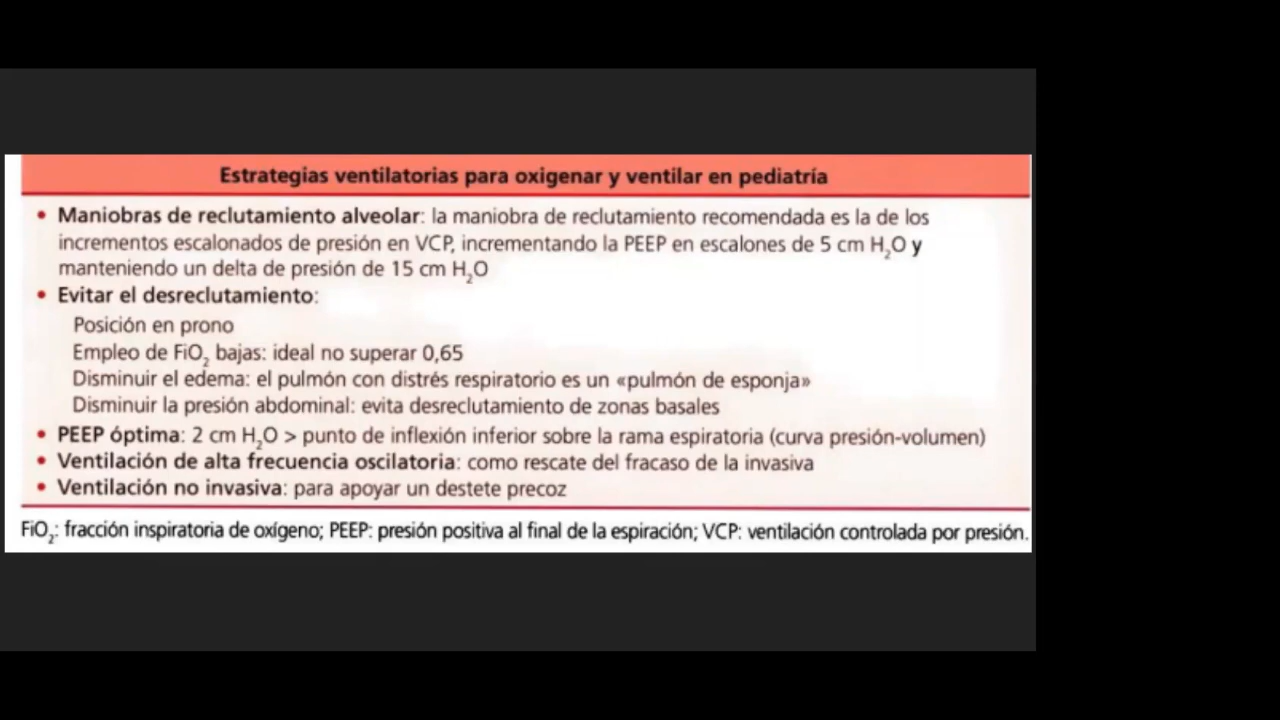 Estrategias ventilatorias para oxigenar y ventilar en pediatría
• Maniobras de reclutamiento alveolar: la maniobra de reclutamiento recomendada es la de los
incrementos escalonados de presión en VCP, incrementando la PEEP en escalones de 5 cm H₂O y
manteniendo un delta de presión de 15 cm H₂O
• Evitar el desreclutamiento:
Posición en prono
Empleo de FiO₂ bajas: ideal no superar 0,65
Disminuir el edema: el pulmón con distrés respiratorio es un «pulmón de esponja»
Disminuir la presión abdominal: evita desreclutamiento de zonas basales
• PEEP óptima: 2 cm H₂O > punto de inflexión inferior sobre la rama espiratoria (curva presión-volumen)
• Ventilación de alta frecuencia oscilatoria: como rescate del fracaso de la invasiva
• Ventilación no invasiva: para apoyar un destete precoz
FiO₂: fracción inspiratoria de oxígeno; PEEP: presión positiva al final de la espiración; VCP: ventilación controlada por presión.